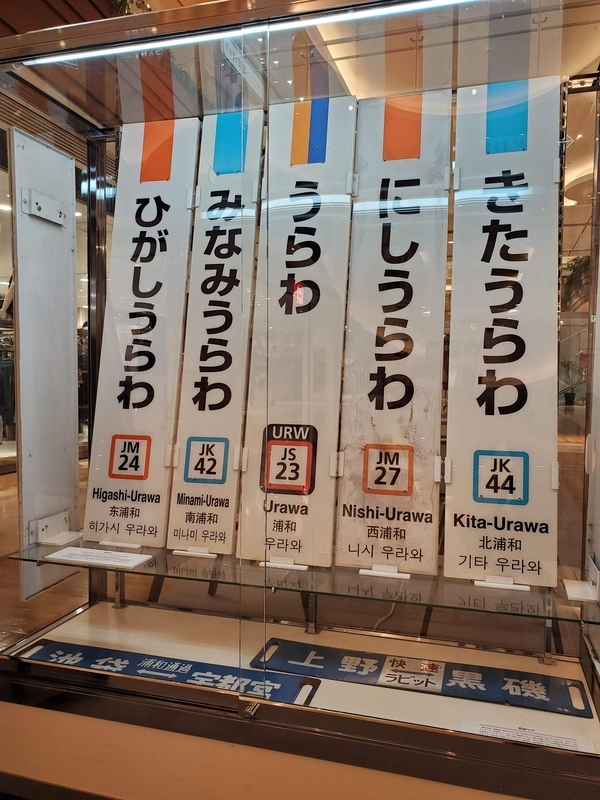 ひがしうらわ
JM
24
Higashi-Urawa
东浦和
히가시 우라와
みなみうらわ
JK
42
Minami-Urawa
南浦和
미나미 우라와
うらわ
URW
JS
23
Urawa
浦和
우라와
にしうらわ
JM
27
Nishi-Urawa
西浦和
니시 우라와
きたうらわ
JK
44
Kita-Urawa
北浦和
기타 우라와
池袋 浦和通過 宇都宮
上野 快速 黒磯
ラビット